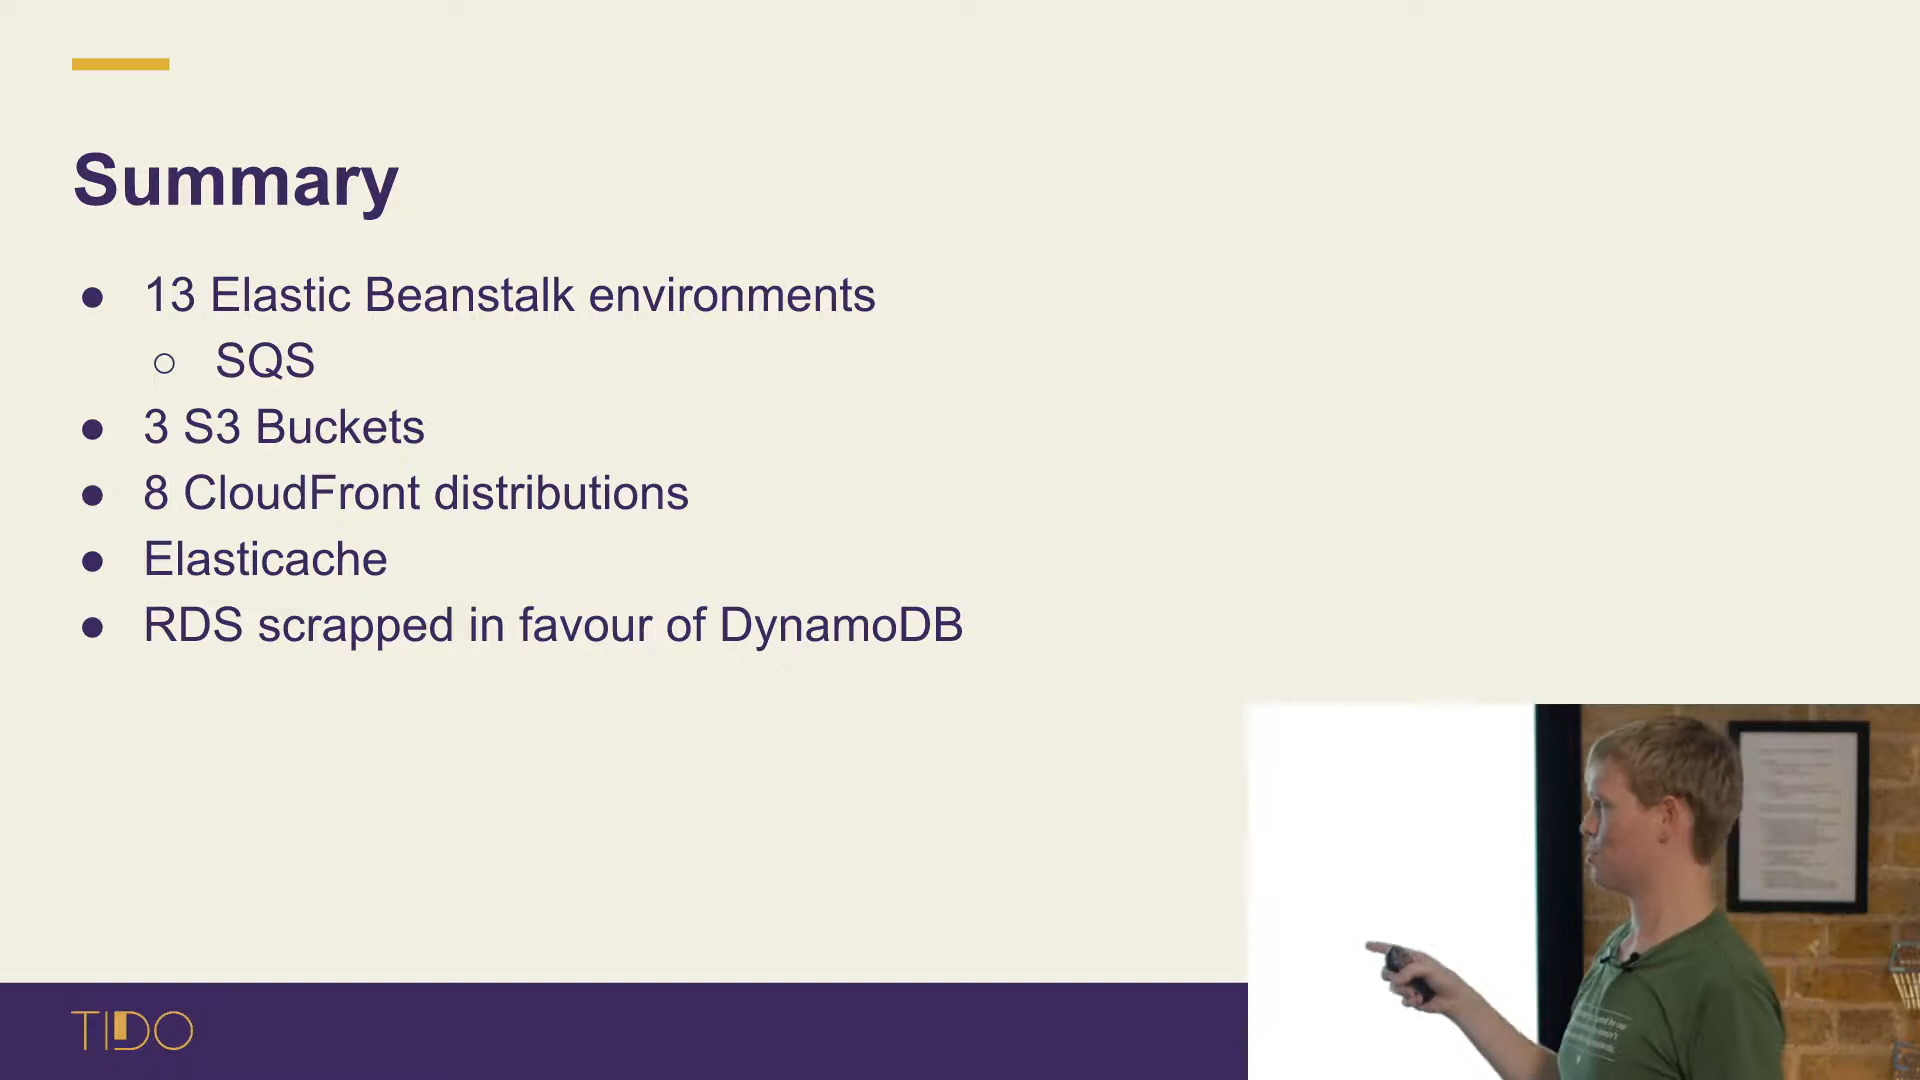 Summary
● 13 Elastic Beanstalk environments
○ SQS
● 3 S3 Buckets
● 8 CloudFront distributions
● Elasticache
● RDS scrapped in favour of DynamoDB
TIDO